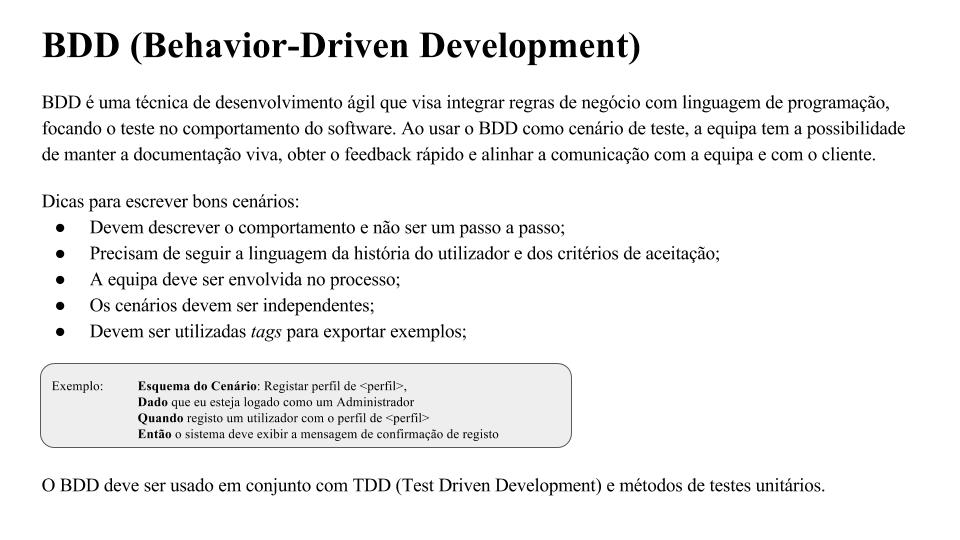 BDD (Behavior-Driven Development)
BDD é uma técnica de desenvolvimento ágil que visa integrar regras de negócio com linguagem de programação,
focando o teste no comportamento do software. Ao usar o BDD como cenário de teste, a equipa tem a possibilidade
de manter a documentação viva, obter o feedback rápido e alinhar a comunicação com a equipa e com o cliente.
Dicas para escrever bons cenários:
● Devem descrever o comportamento e não ser um passo a passo;
● Precisam de seguir a linguagem da história do utilizador e dos critérios de aceitação;
● A equipa deve ser envolvida no processo;
● Os cenários devem ser independentes;
● Devem ser utilizadas tags para exportar exemplos;
Exemplo: Esquema do Cenário: Registar perfil de <perfil>,
Dado que eu esteja logado como um Administrador
Quando registo um utilizador com o perfil de <perfil>
Então o sistema deve exibir a mensagem de confirmação de registo
O BDD deve ser usado em conjunto com TDD (Test Driven Development) e métodos de testes unitários.